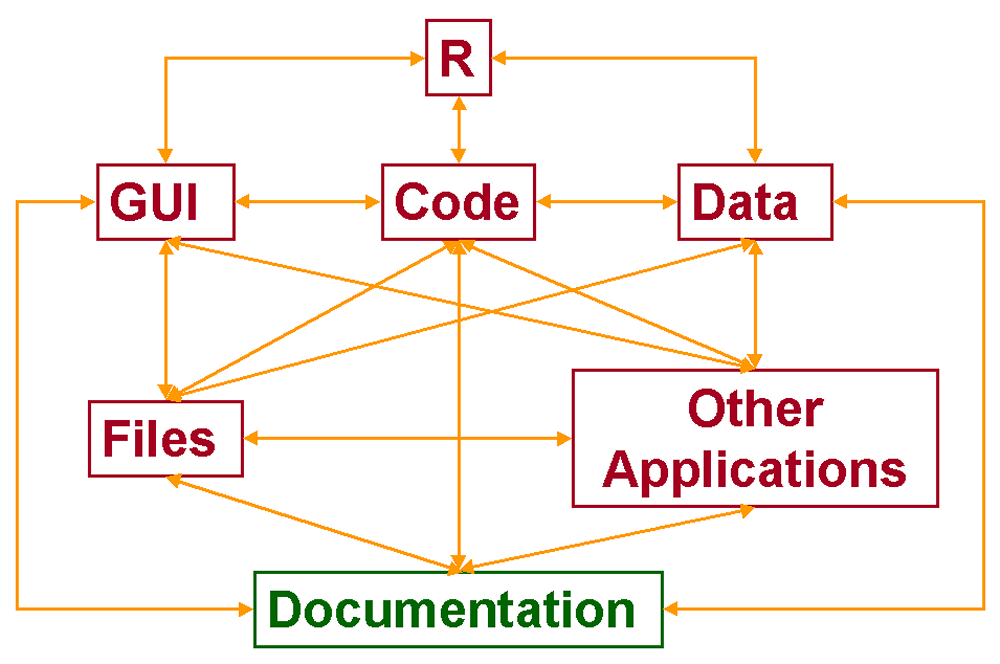 R
GUI
Code
Data
Files
Other
Applications
Documentation